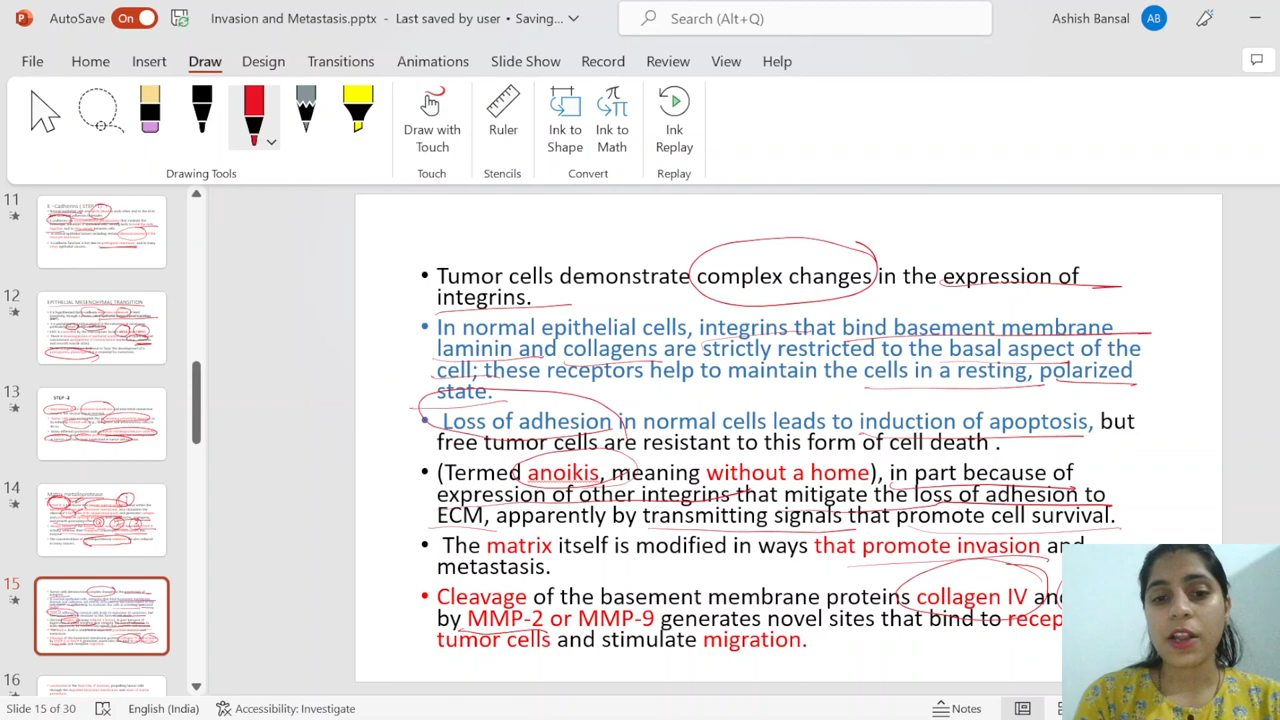 AutoSave On Invasion and Metastasis.pptx - Last saved by user • Saving... Search (Alt+Q) Ashish Bansal AB
File Home Insert Draw Design Transitions Animations Slide Show Record Review View Help
Draw with Touch Ruler Ink to Shape Ink to Math Ink Replay
Drawing Tools Touch Stencils Convert Replay
11
12
EPITHELIAL MESENCHYMAL TRANSITION
13
STEP -2
14
15
16
• Tumor cells demonstrate complex changes in the expression of
integrins.
• In normal epithelial cells, integrins that bind basement membrane
laminin and collagens are strictly restricted to the basal aspect of the
cell; these receptors help to maintain the cells in a resting, polarized
state.
• Loss of adhesion in normal cells leads to induction of apoptosis, but
free tumor cells are resistant to this form of cell death .
• (Termed anoikis, meaning without a home), in part because of
expression of other integrins that mitigate the loss of adhesion to
ECM, apparently by transmitting signals that promote cell survival.
• The matrix itself is modified in ways that promote invasion and
metastasis.
• Cleavage of the basement membrane proteins collagen IV and
by MMP-2 or MMP-9 generates novel sites that bind to recep
tumor cells and stimulate migration.
Slide 15 of 30 English (India) Accessibility: Investigate Notes